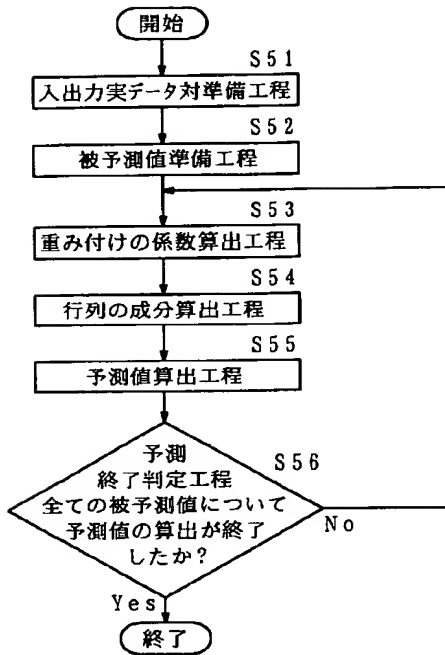 開始
S51
入出力実データ対準備工程
S52
被予測値準備工程
S53
重み付けの係数算出工程
S54
行列の成分算出工程
S55
予測値算出工程
予測
S56
終了判定工程
全ての被予測値について
予測値の算出が終了
したか?
No
Yes
終了